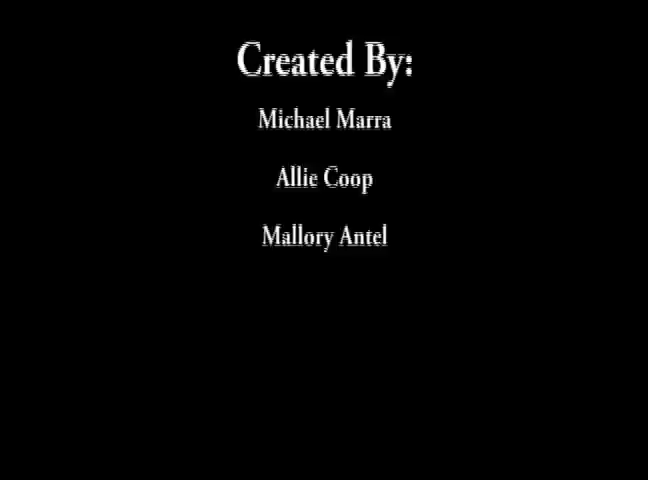 Created By:
Michael Marra
Allie Coop
Mallory Antel